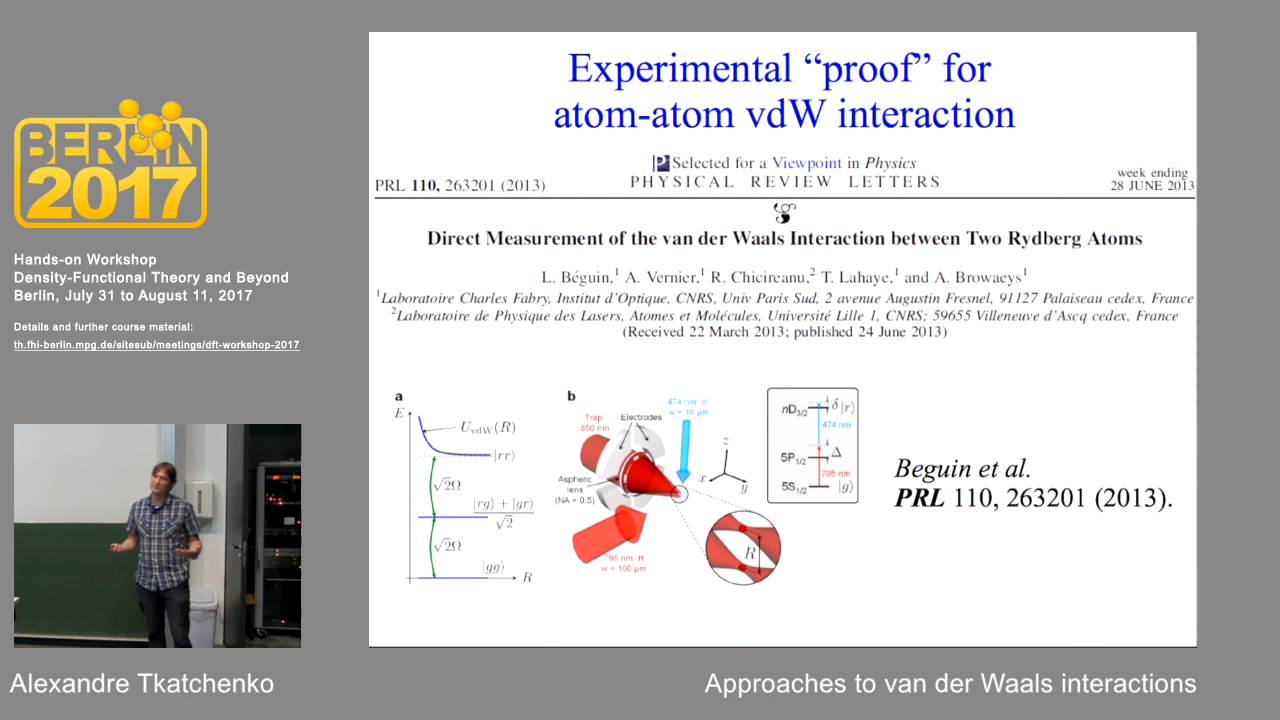 BERLIN
2017
Hands-on Workshop
Density-Functional Theory and Beyond
Berlin, July 31 to August 11, 2017
Details and further course material:
th.fhi-berlin.mpg.de/sitesub/meetings/dft-workshop-2017
Experimental “proof” for
atom-atom vdW interaction
Selected for a Viewpoint in Physics
PRL 110, 263201 (2013)
PHYSICAL REVIEW LETTERS
week ending
28 JUNE 2013
Direct Measurement of the van der Waals Interaction between Two Rydberg Atoms
L. Béguin,¹ A. Vernier,¹ R. Chicireanu,² T. Lahaye,¹ and A. Browaeys¹
¹Laboratoire Charles Fabry, Institut d’Optique, CNRS, Univ Paris Sud, 2 avenue Augustin Fresnel, 91127 Palaiseau cedex, France
²Laboratoire de Physique des Lasers, Atomes et Molécules, Université Lille 1, CNRS; 59655 Villeneuve d’Ascq cedex, France
(Received 22 March 2013; published 24 June 2013)
a
E
U_vdW(R)
|rr⟩
√2Ω
|rg⟩ + |gr⟩
√2
√2Ω
|gg⟩
R
b
Trap
850 nm
Electrodes
474 nm, σ⁻
w = 18 µm
Aspheric
lens
(NA = 0.5)
z
x
y
795 nm, π
w = 100 µm
R
nD3/2
δ |r⟩
474 nm
5P1/2
Δ
795 nm
5S1/2
|g⟩
Beguin et al.
PRL 110, 263201 (2013).
Alexandre Tkatchenko
Approaches to van der Waals interactions